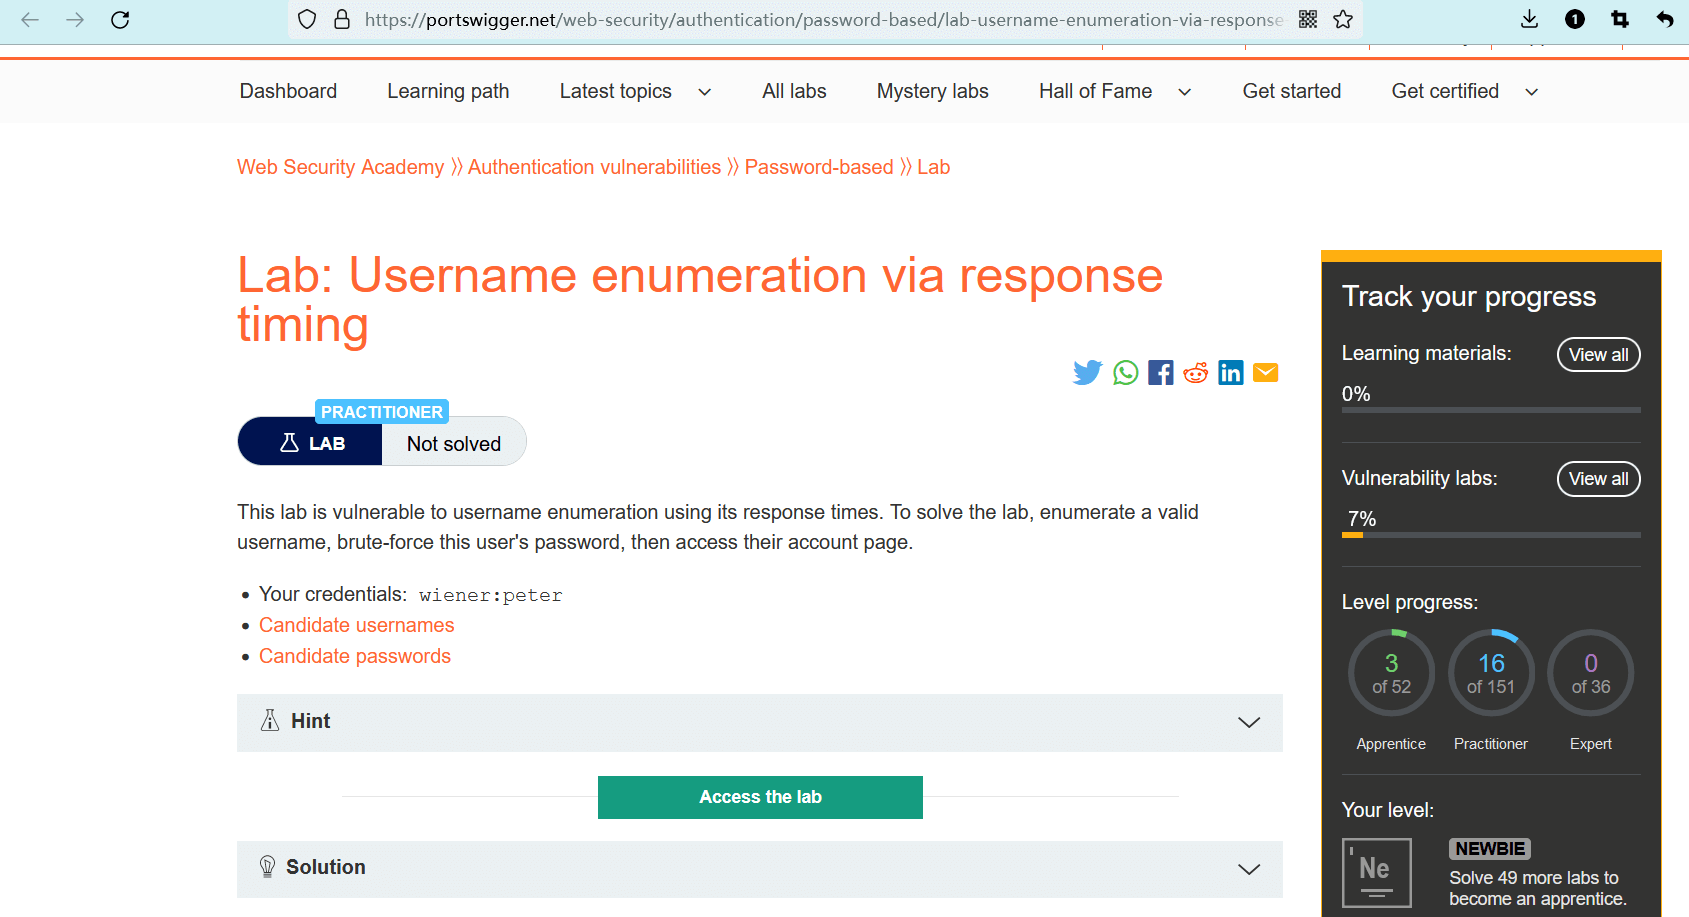 https://portswigger.net/web-security/authentication/password-based/lab-username-enumeration-via-response
1
Dashboard Learning path Latest topics All labs Mystery labs Hall of Fame Get started Get certified
Web Security Academy 》 Authentication vulnerabilities 》 Password-based 》 Lab
Lab: Username enumeration via response
timing
PRACTITIONER
LAB Not solved
This lab is vulnerable to username enumeration using its response times. To solve the lab, enumerate a valid
username, brute-force this user's password, then access their account page.
• Your credentials: wiener:peter
• Candidate usernames
• Candidate passwords
Hint
Access the lab
Solution
Track your progress
Learning materials: View all
0%
Vulnerability labs: View all
7%
Level progress:
3 16 0
of 52 of 151 of 36
Apprentice Practitioner Expert
Your level:
Ne
NEWBIE
Solve 49 more labs to
become an apprentice.